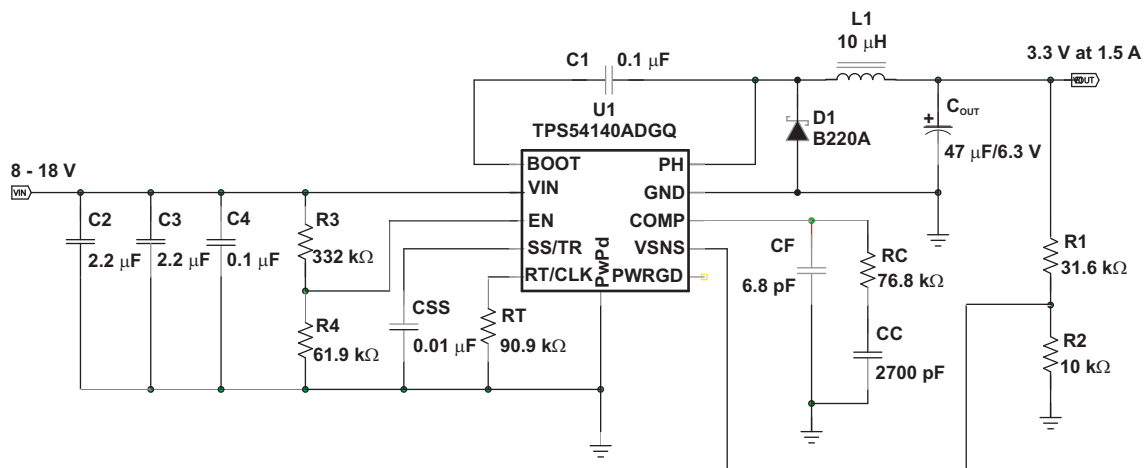 L1
10 μH
3.3 V at 1.5 A
C1
0.1 μF
U1
TPS54140ADGQ
D1
B220A
C_OUT
+
47 μF/6.3 V
8 - 18 V
VIN
BOOT
VIN
EN
SS/TR
RT/CLK
PwPd
PH
GND
COMP
VSNS
PWRGD
C2
2.2 μF
C3
2.2 μF
C4
0.1 μF
R3
332 kΩ
R4
61.9 kΩ
CSS
0.01 μF
RT
90.9 kΩ
CF
6.8 pF
RC
76.8 kΩ
CC
2700 pF
R1
31.6 kΩ
R2
10 kΩ